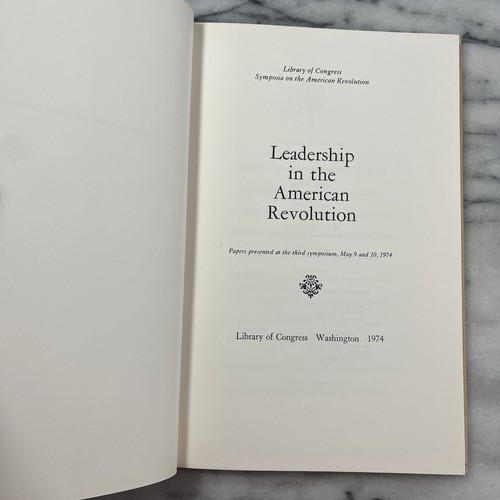 Library of Congress
Symposia on the American Revolution
Leadership
in the
American
Revolution
Papers presented at the third symposium, May 9 and 10, 1974
Library of Congress Washington 1974